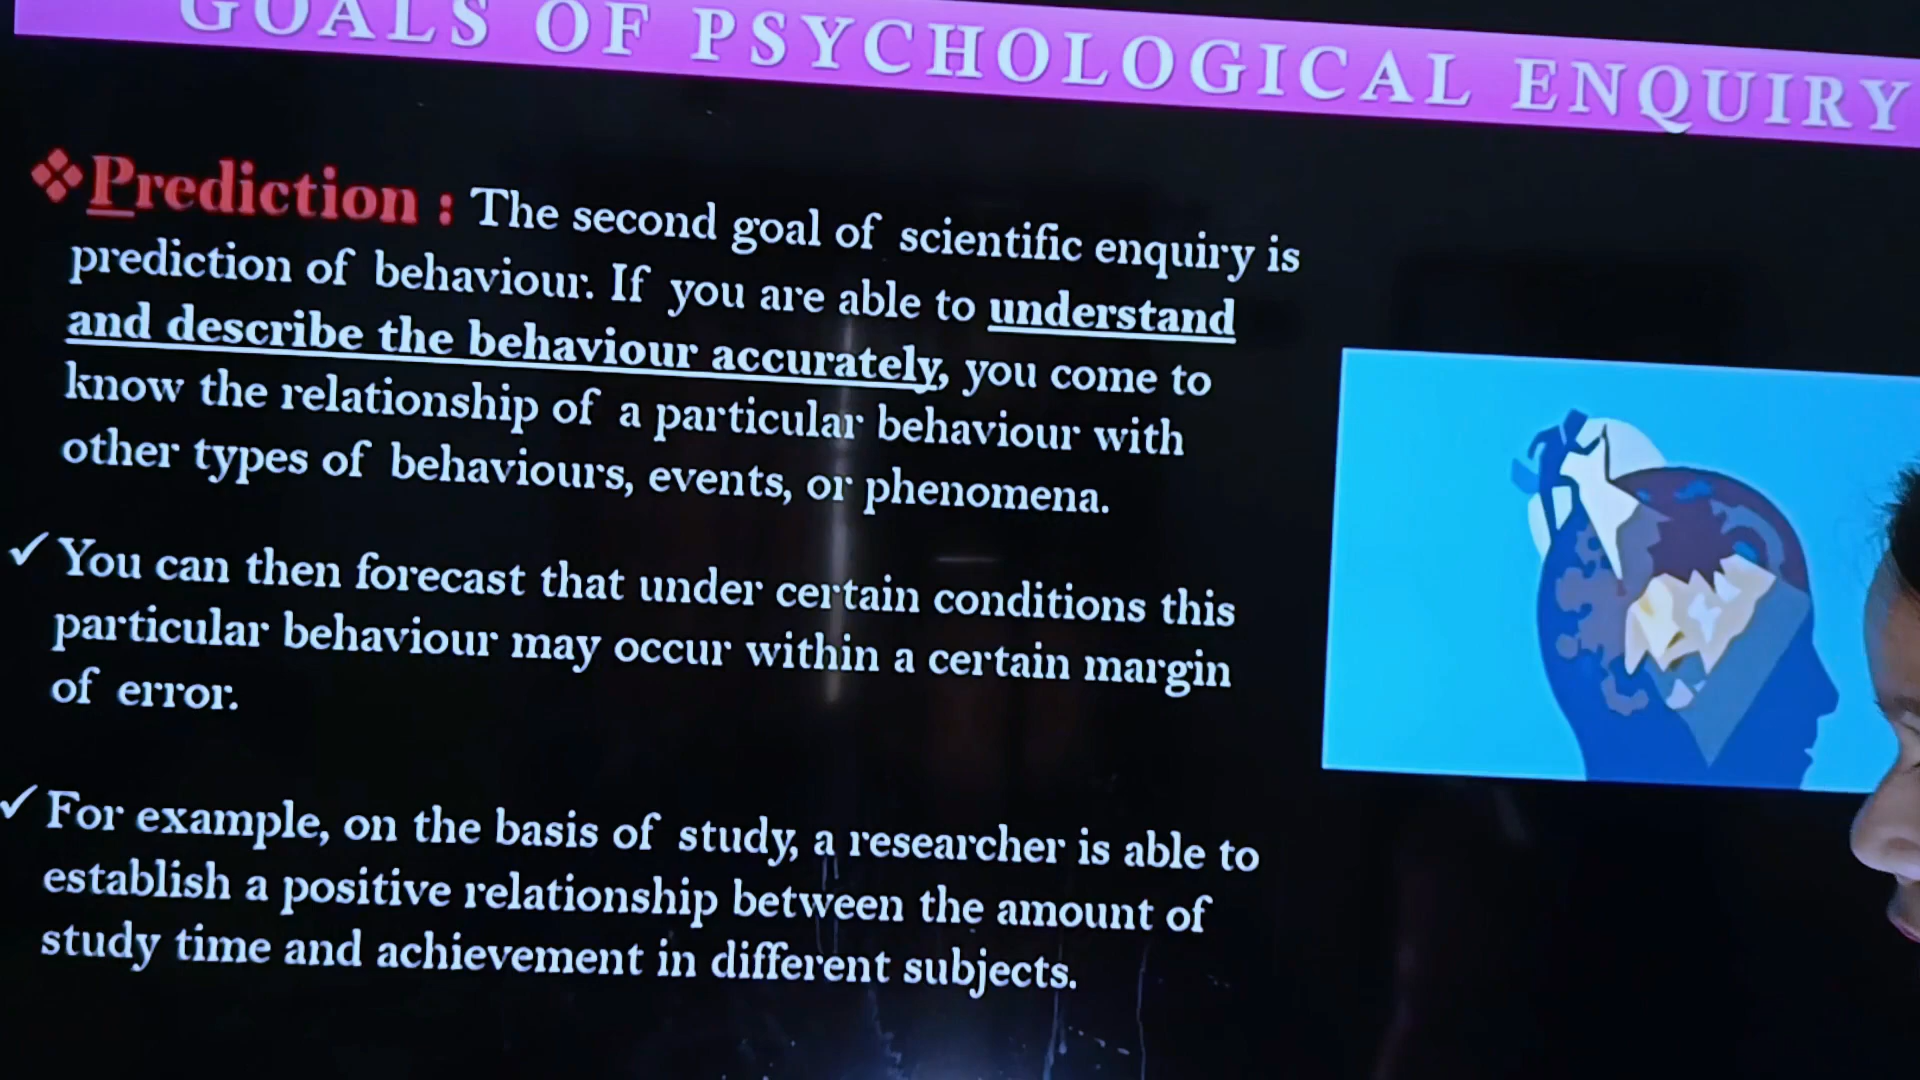 GOALS OF PSYCHOLOGICAL ENQUIRY
❖Prediction : The second goal of scientific enquiry is
prediction of behaviour. If you are able to understand
and describe the behaviour accurately, you come to
know the relationship of a particular behaviour with
other types of behaviours, events, or phenomena.
✓ You can then forecast that under certain conditions this
particular behaviour may occur within a certain margin
of error.
✓ For example, on the basis of study, a researcher is able to
establish a positive relationship between the amount of
study time and achievement in different subjects.